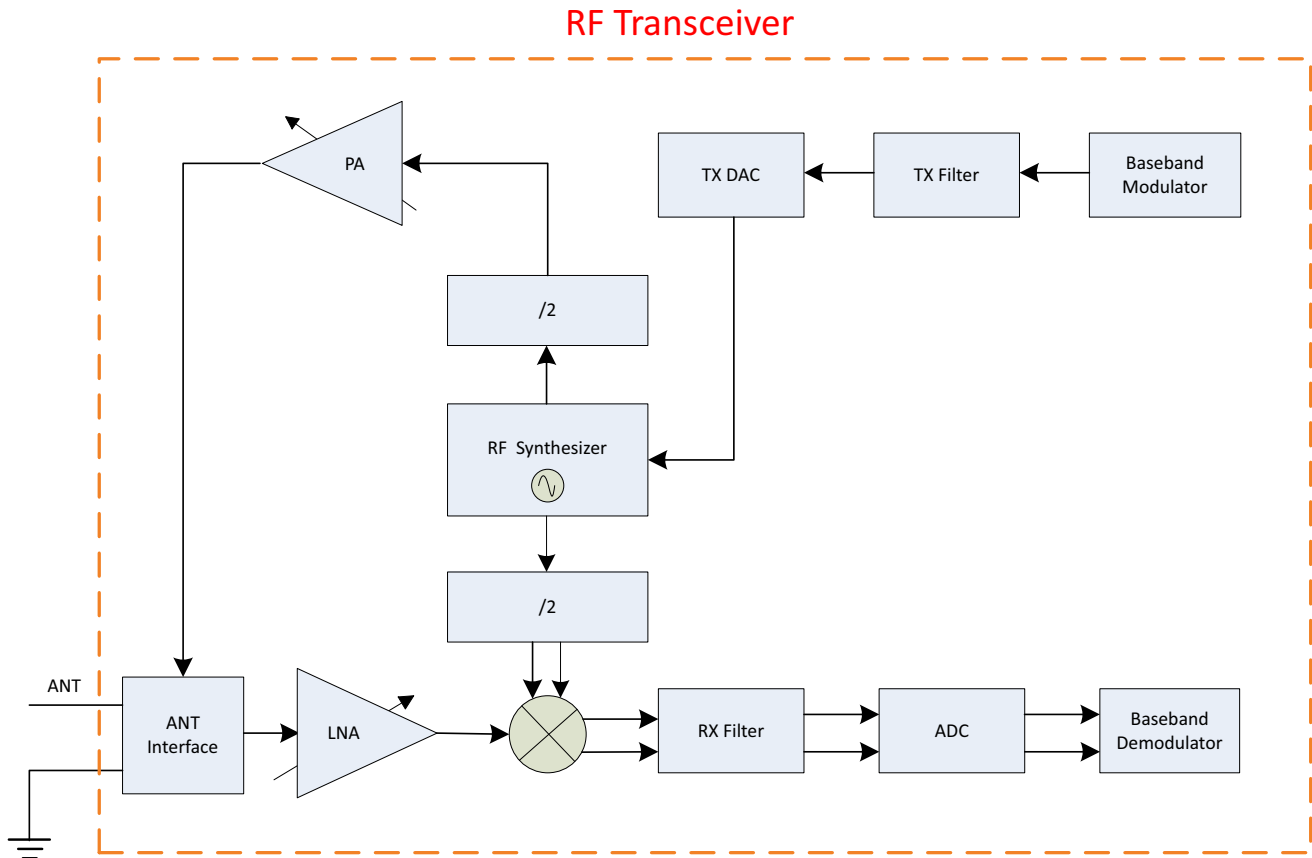 RF Transceiver
PA
TX DAC
TX Filter
Baseband
Modulator
/2
RF Synthesizer
/2
ANT
ANT
Interface
LNA
RX Filter
ADC
Baseband
Demodulator